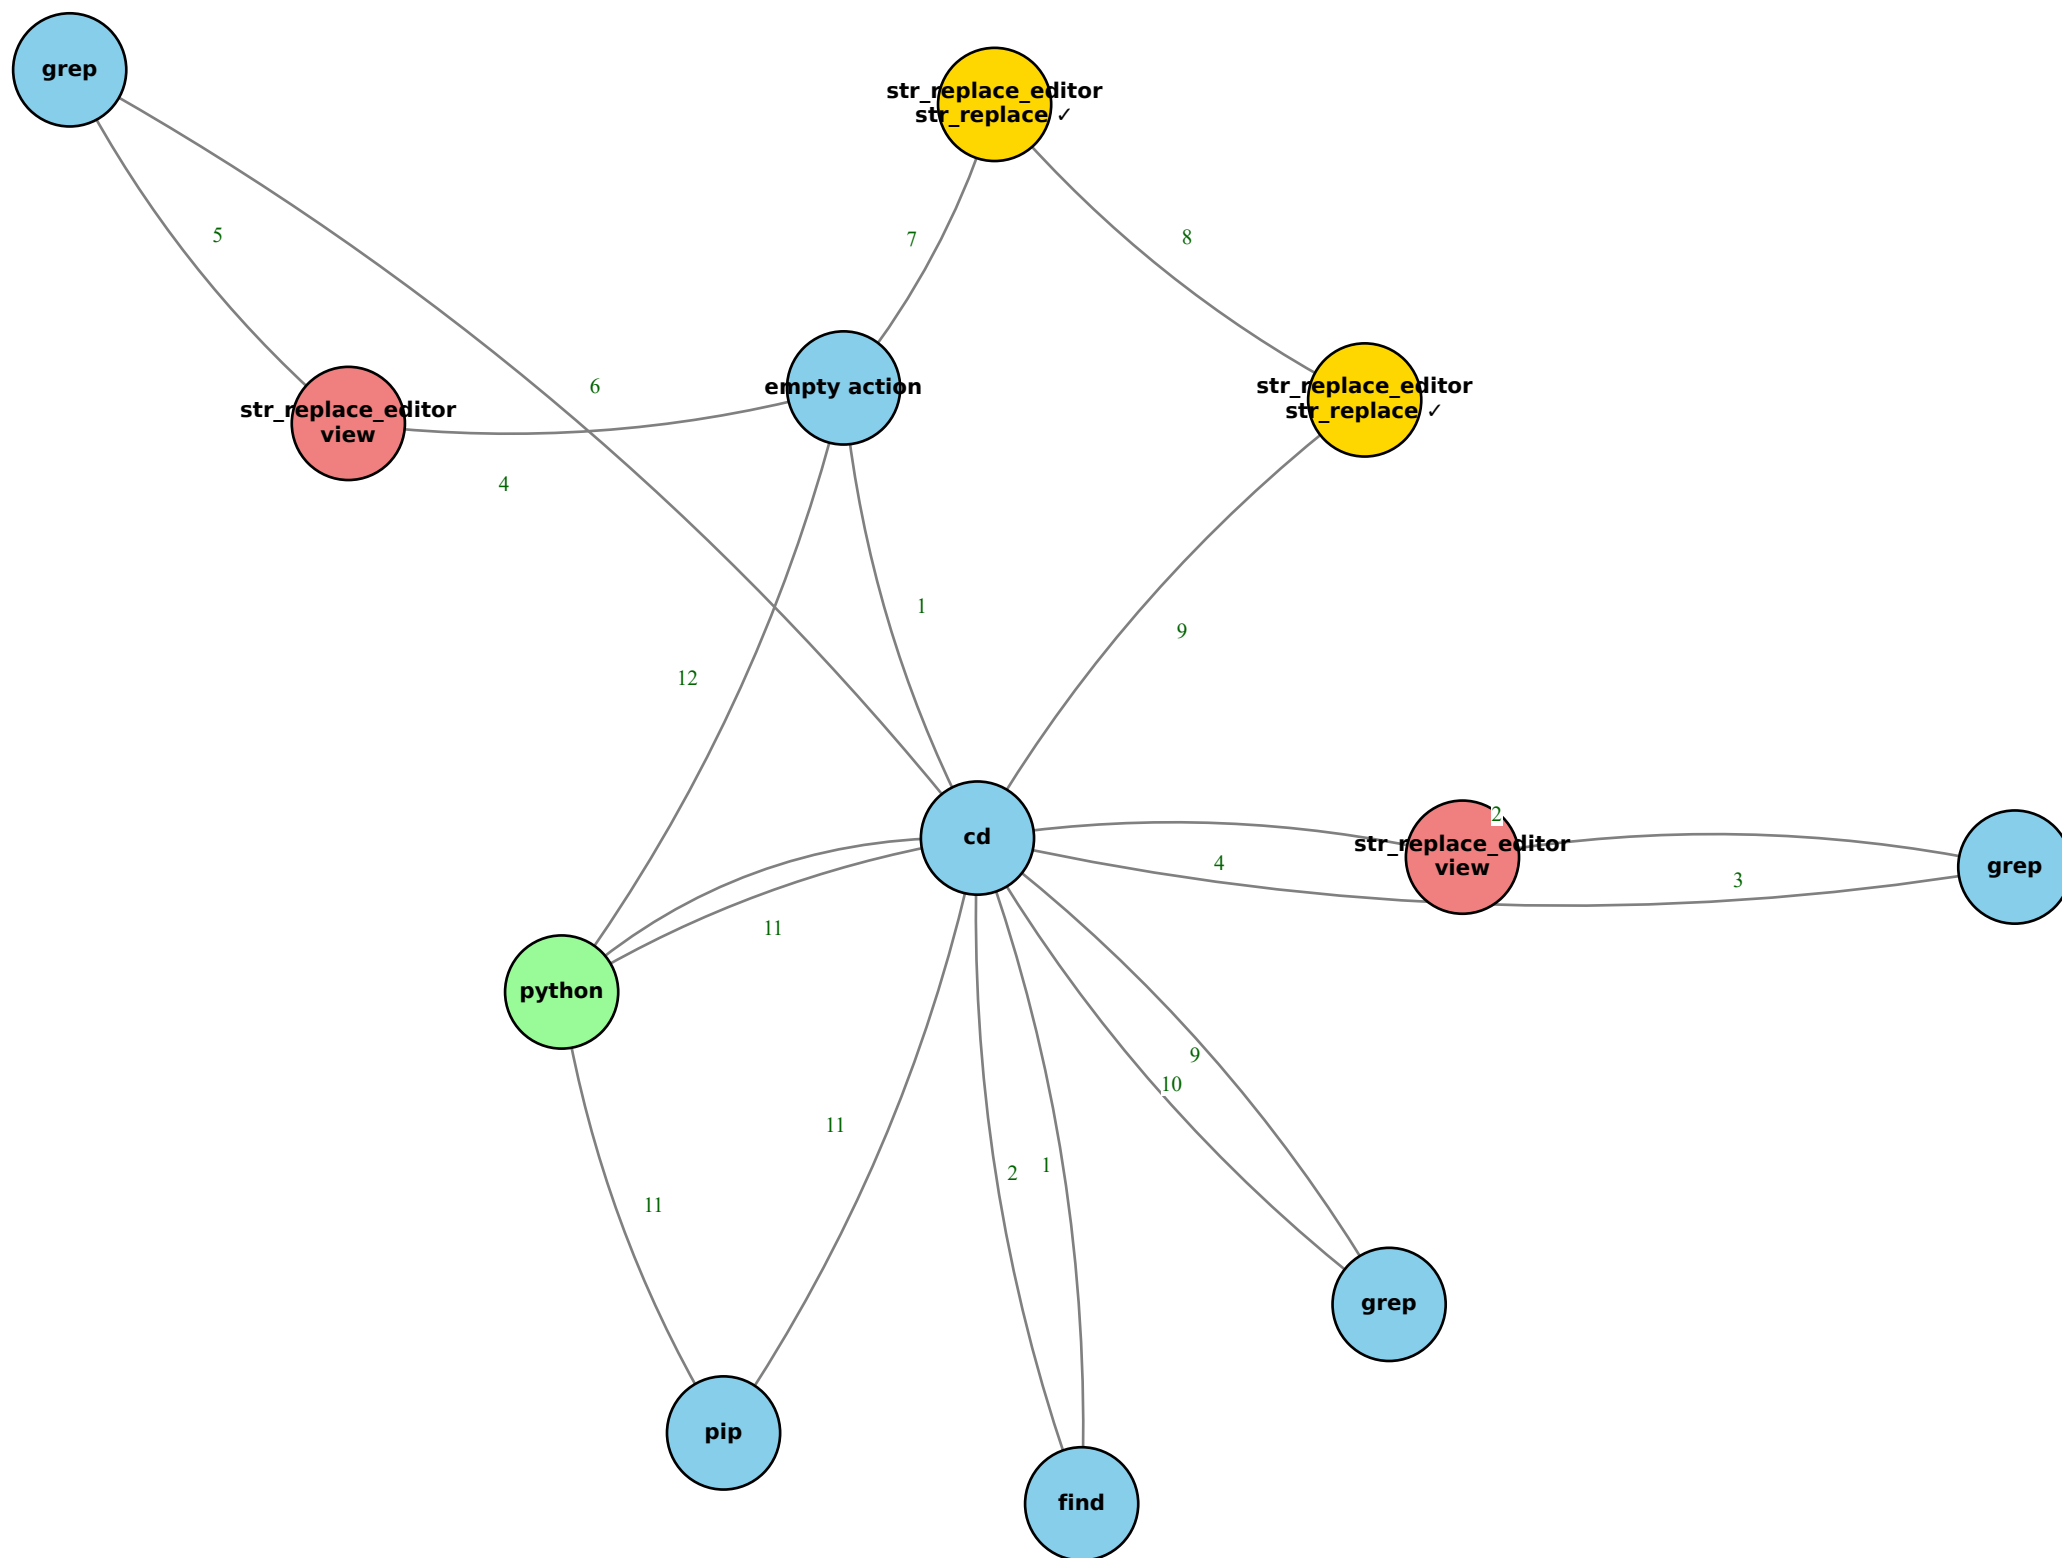 grep
str_replace_editor
str_replace ✓
5
7
8
6
empty action
str_replace_editor
str_replace ✓
str_replace_editor
view
4
1
9
12
cd
2
str_replace_editor
view
4
3
grep
11
python
9
10
11
2
1
11
grep
pip
find